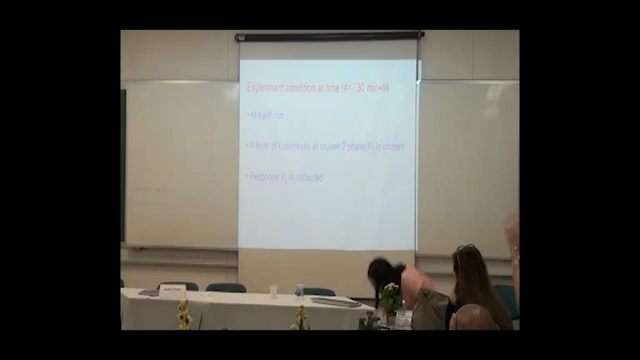 Experiment condition at time t4= ~30 min+t4
•At each run
•A level of Luminosity at cruiser 2 phase(F) is chosen
•Response Y is collected